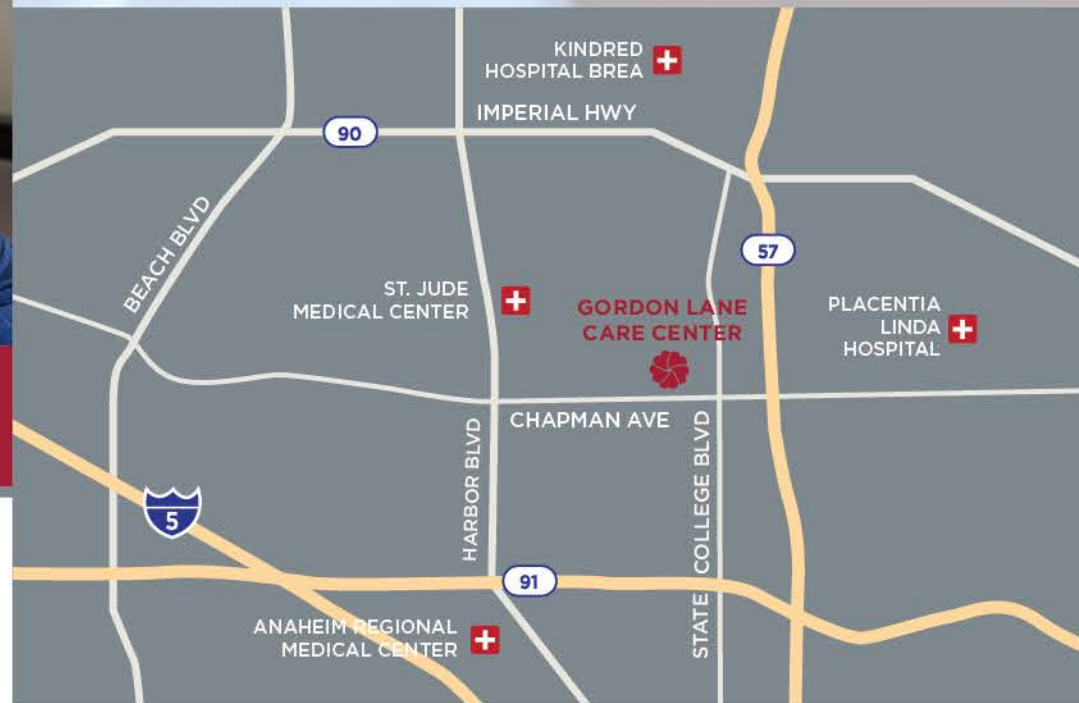 KINDRED
HOSPITAL BREA
IMPERIAL HWY
90
BEACH BLVD
57
ST. JUDE
MEDICAL CENTER
GORDON LANE
CARE CENTER
PLACENTIA
LINDA
HOSPITAL
CHAPMAN AVE
HARBOR BLVD
STATE COLLEGE BLVD
5
91
ANAHEIM REGIONAL
MEDICAL CENTER